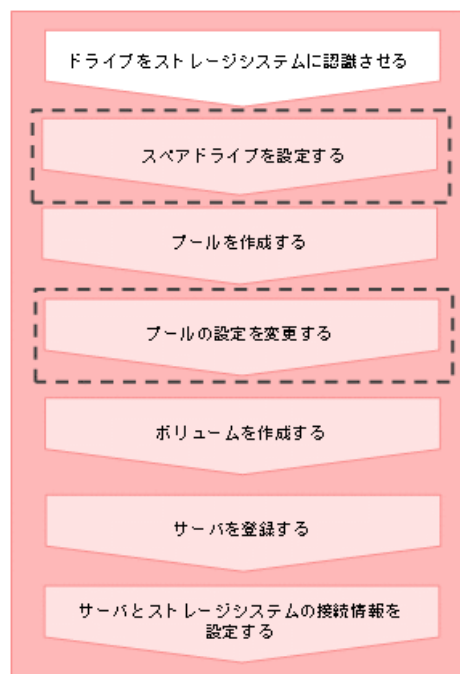 ドライブをストレージシステムに認識させる
スペアドライブを設定する
プールを作成する
プールの設定を変更する
ボリュームを作成する
サーバを登録する
サーバとストレージシステムの接続情報を
設定する